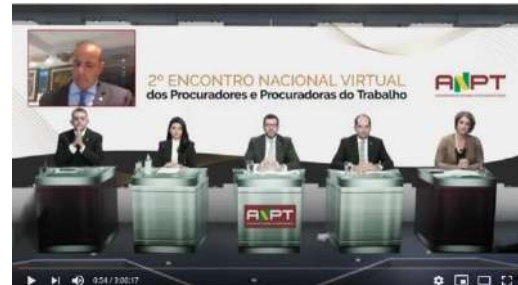 2º ENCONTRO NACIONAL VIRTUAL
dos Procuradores e Procuradoras do Trabalho
ANPT
ANPT
0:54 / 3:00:17